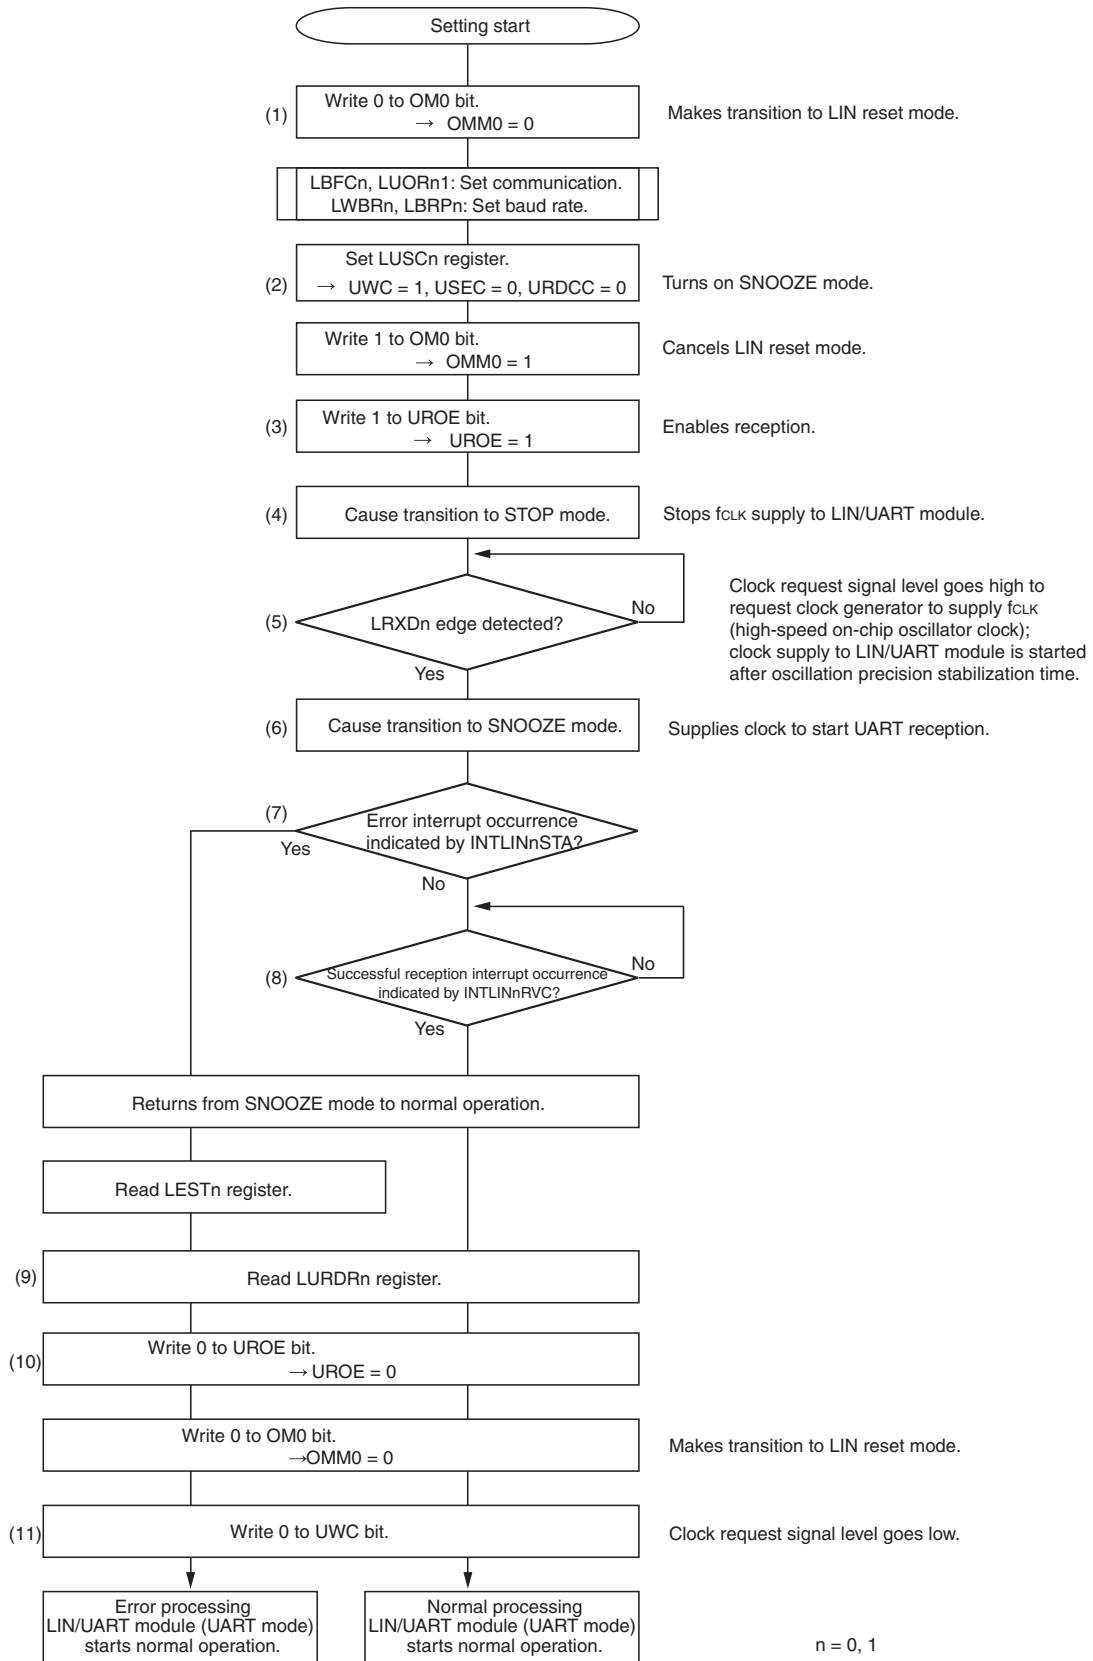 Setting start
(1)
Write 0 to OM0 bit.
→ OMM0 = 0
Makes transition to LIN reset mode.
LBFCn, LUORn1: Set communication.
LWBRn, LBRPn: Set baud rate.
(2)
Set LUSCn register.
→ UWC = 1, USEC = 0, URDCC = 0
Turns on SNOOZE mode.
Write 1 to OM0 bit.
→ OMM0 = 1
Cancels LIN reset mode.
(3)
Write 1 to UROE bit.
→ UROE = 1
Enables reception.
(4)
Cause transition to STOP mode.
Stops fCLK supply to LIN/UART module.
(5)
LRXDn edge detected?
No
Yes
Clock request signal level goes high to
request clock generator to supply fCLK
(high-speed on-chip oscillator clock);
clock supply to LIN/UART module is started
after oscillation precision stabilization time.
(6)
Cause transition to SNOOZE mode.
Supplies clock to start UART reception.
(7)
Error interrupt occurrence
indicated by INTLINnSTA?
Yes
No
(8)
Successful reception interrupt occurrence
indicated by INTLINnRVC?
No
Yes
Returns from SNOOZE mode to normal operation.
Read LESTn register.
(9)
Read LURDRn register.
(10)
Write 0 to UROE bit.
→ UROE = 0
Write 0 to OM0 bit.
→OMM0 = 0
Makes transition to LIN reset mode.
(11)
Write 0 to UWC bit.
Clock request signal level goes low.
Error processing
LIN/UART module (UART mode)
starts normal operation.
Normal processing
LIN/UART module (UART mode)
starts normal operation.
n = 0, 1